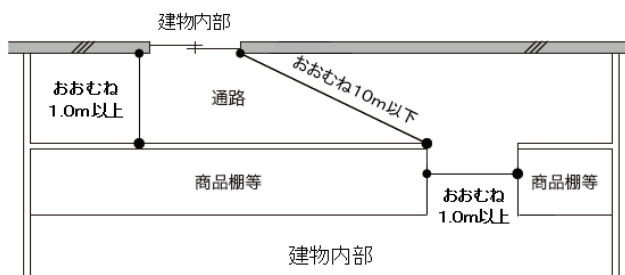 建物内部
おおむね
1.0m以上
通路
おおむね10m以下
商品棚等
おおむね
1.0m以上
商品棚等
建物内部